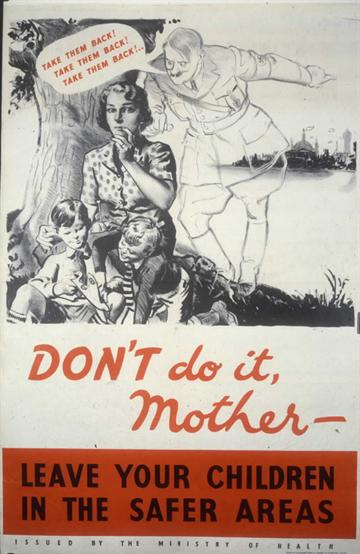 TAKE THEM BACK!
TAKE THEM BACK!
TAKE THEM BACK!..
DON'T do it,
Mother—
LEAVE YOUR CHILDREN
IN THE SAFER AREAS
ISSUED BY THE MINISTRY OF HEALTH